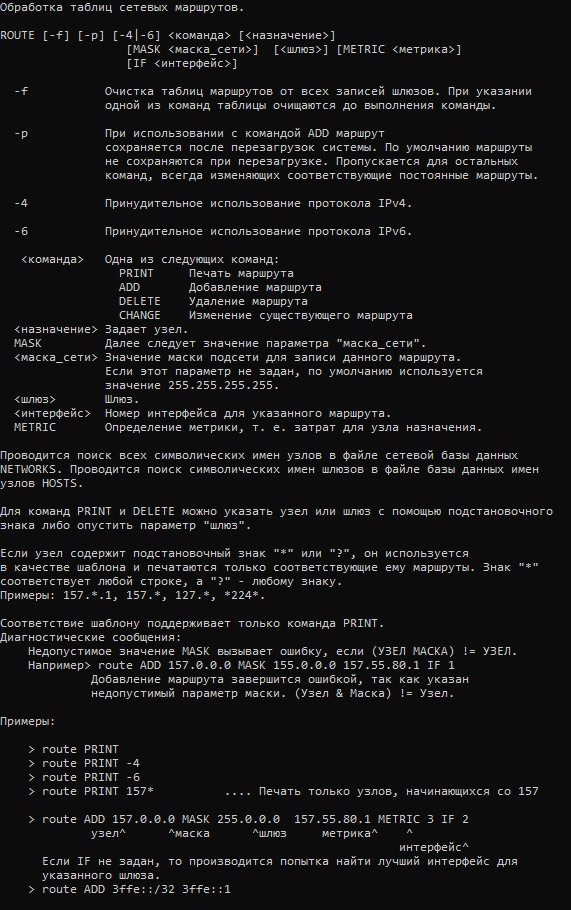 Обработка таблиц сетевых маршрутов.

ROUTE [-f] [-p] [-4|-6] <команда> [<назначение>]
                  [MASK <маска_сети>]  [<шлюз>] [METRIC <метрика>]
                  [IF <интерфейс>]

  -f           Очистка таблиц маршрутов от всех записей шлюзов. При указании
               одной из команд таблицы очищаются до выполнения команды.

  -p           При использовании с командой ADD маршрут
               сохраняется после перезагрузок системы. По умолчанию маршруты
               не сохраняются при перезагрузке. Пропускается для остальных
               команд, всегда изменяющих соответствующие постоянные маршруты.

  -4           Принудительное использование протокола IPv4.

  -6           Принудительное использование протокола IPv6.

   <команда>   Одна из следующих команд:
                 PRINT     Печать маршрута
                 ADD       Добавление маршрута
                 DELETE    Удаление маршрута
                 CHANGE    Изменение существующего маршрута
  <назначение> Задает узел.
  MASK         Далее следует значение параметра "маска_сети".
  <маска_сети> Значение маски подсети для записи данного маршрута.
               Если этот параметр не задан, по умолчанию используется
               значение 255.255.255.255.
  <шлюз>       Шлюз.
  <интерфейс>  Номер интерфейса для указанного маршрута.
  METRIC       Определение метрики, т. е. затрат для узла назначения.

Проводится поиск всех символических имен узлов в файле сетевой базы данных
NETWORKS. Проводится поиск символических имен шлюзов в файле базы данных имен
узлов HOSTS.

Для команд PRINT и DELETE можно указать узел или шлюз с помощью подстановочного
знака либо опустить параметр "шлюз".

Если узел содержит подстановочный знак "*" или "?", он используется
в качестве шаблона и печатаются только соответствующие ему маршруты. Знак "*"
соответствует любой строке, а "?" - любому знаку.
Примеры: 157.*.1, 157.*, 127.*, *224*.

Соответствие шаблону поддерживает только команда PRINT.
Диагностические сообщения:
    Недопустимое значение MASK вызывает ошибку, если (УЗЕЛ МАСКА) != УЗЕЛ.
    Например> route ADD 157.0.0.0 MASK 155.0.0.0 157.55.80.1 IF 1
             Добавление маршрута завершится ошибкой, так как указан
             недопустимый параметр маски. (Узел & Маска) != Узел.

Примеры:

    > route PRINT
    > route PRINT -4
    > route PRINT -6
    > route PRINT 157*          .... Печать только узлов, начинающихся со 157

    > route ADD 157.0.0.0 MASK 255.0.0.0  157.55.80.1 METRIC 3 IF 2
             узел^      ^маска      ^шлюз     метрика^    ^
                                                         интерфейс^
      Если IF не задан, то производится попытка найти лучший интерфейс для
      указанного шлюза.
    > route ADD 3ffe::/32 3ffe::1